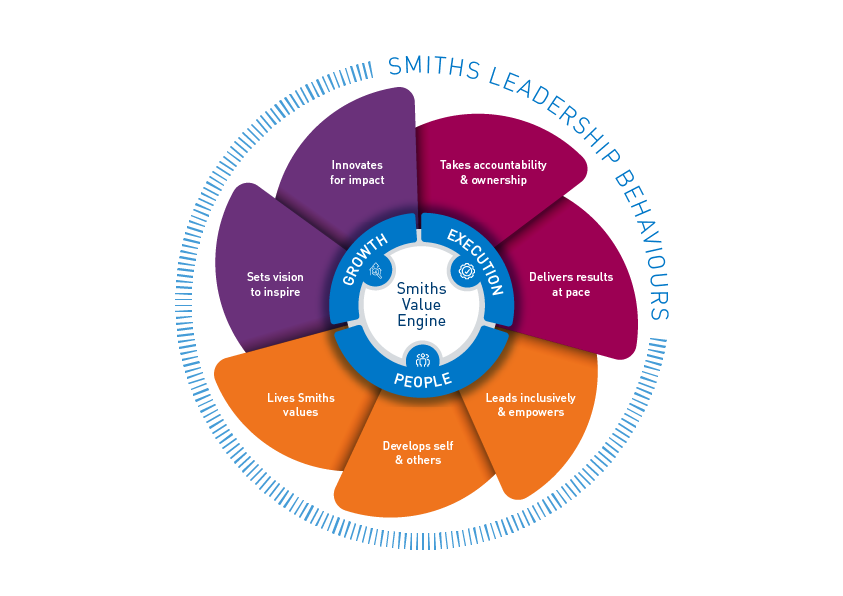 SMITHS LEADERSHIP BEHAVIOURS
Innovates
for impact
Takes accountability
& ownership
Sets vision
to inspire
Delivers results
at pace
GROWTH
EXECUTION
Smiths
Value
Engine
PEOPLE
Lives Smiths
values
Leads inclusively
& empowers
Develops self
& others